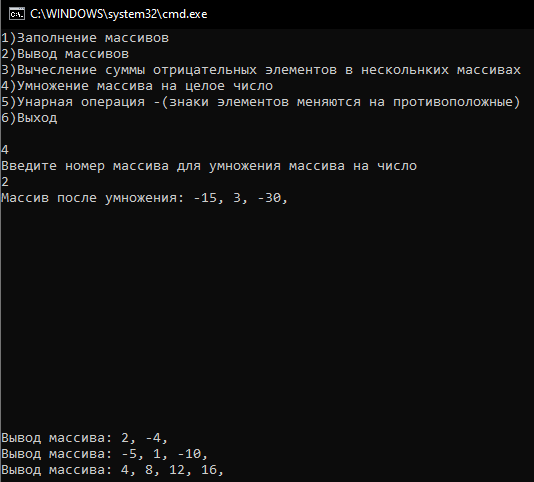 C:\WINDOWS\system32\cmd.exe
1)Заполнение массивов
2)Вывод массивов
3)Вычесление суммы отрицательных элементов в нескольнких массивах
4)Умножение массива на целое число
5)Унарная операция -(знаки элементов меняются на противоположные)
6)Выход
4
Введите номер массива для умножения массива на число
2
Массив после умножения: -15, 3, -30,
Вывод массива: 2, -4,
Вывод массива: -5, 1, -10,
Вывод массива: 4, 8, 12, 16,